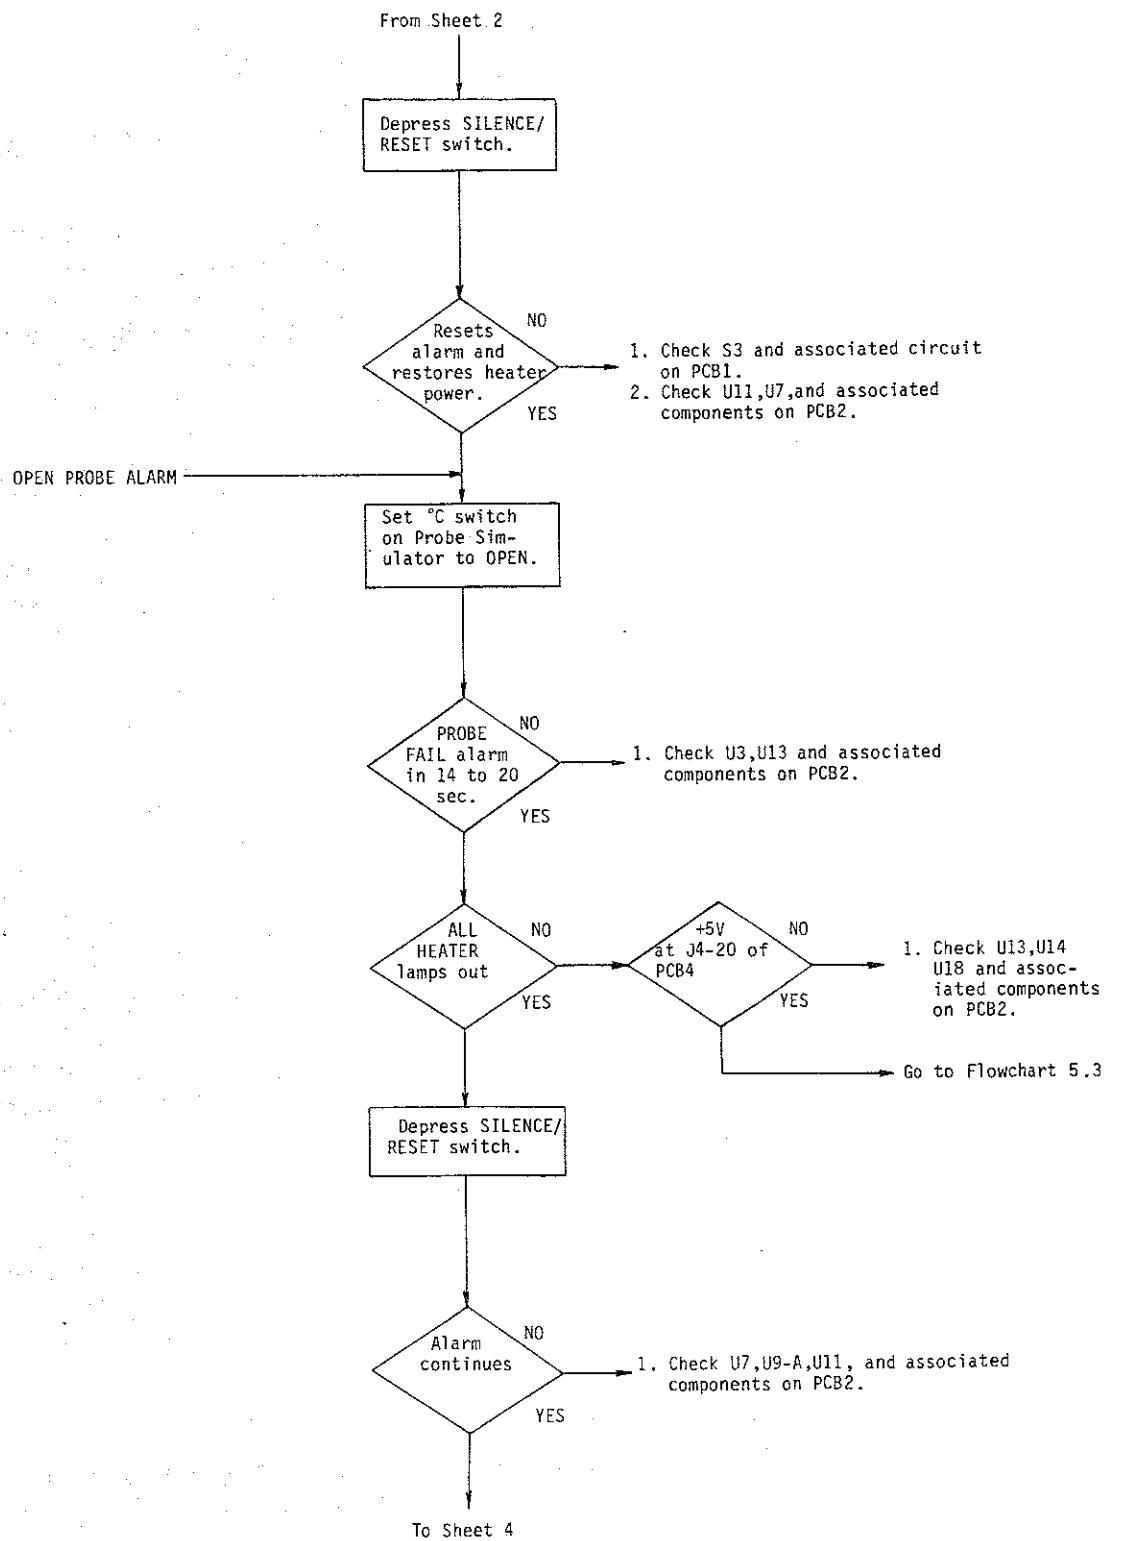 From Sheet 2
Depress SILENCE/
RESET switch.
NO
Resets
alarm and
restores heater
power.
YES
1. Check S3 and associated circuit
on PCB1.
2. Check U11,U7,and associated
components on PCB2.
OPEN PROBE ALARM
Set °C switch
on Probe Sim-
ulator to OPEN.
NO
PROBE
FAIL alarm
in 14 to 20
sec.
YES
1. Check U3,U13 and associated
components on PCB2.
ALL
HEATER
lamps out
NO
YES
+5V
at J4-20 of
PCB4
NO
YES
1. Check U13,U14
U18 and assoc-
iated components
on PCB2.
Go to Flowchart 5.3
Depress SILENCE/
RESET switch.
NO
Alarm
continues
YES
1. Check U7,U9-A,U11, and associated
components on PCB2.
To Sheet 4